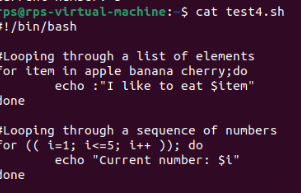 rps@rps-virtual-machine:~$ cat test4.sh
#!/bin/bash
#Looping through a list of elements
for item in apple banana cherry;do
echo :"I like to eat $item"
done
#Looping through a sequence of numbers
for (( i=1; i<=5; i++ )); do
echo "Current number: $i"
done